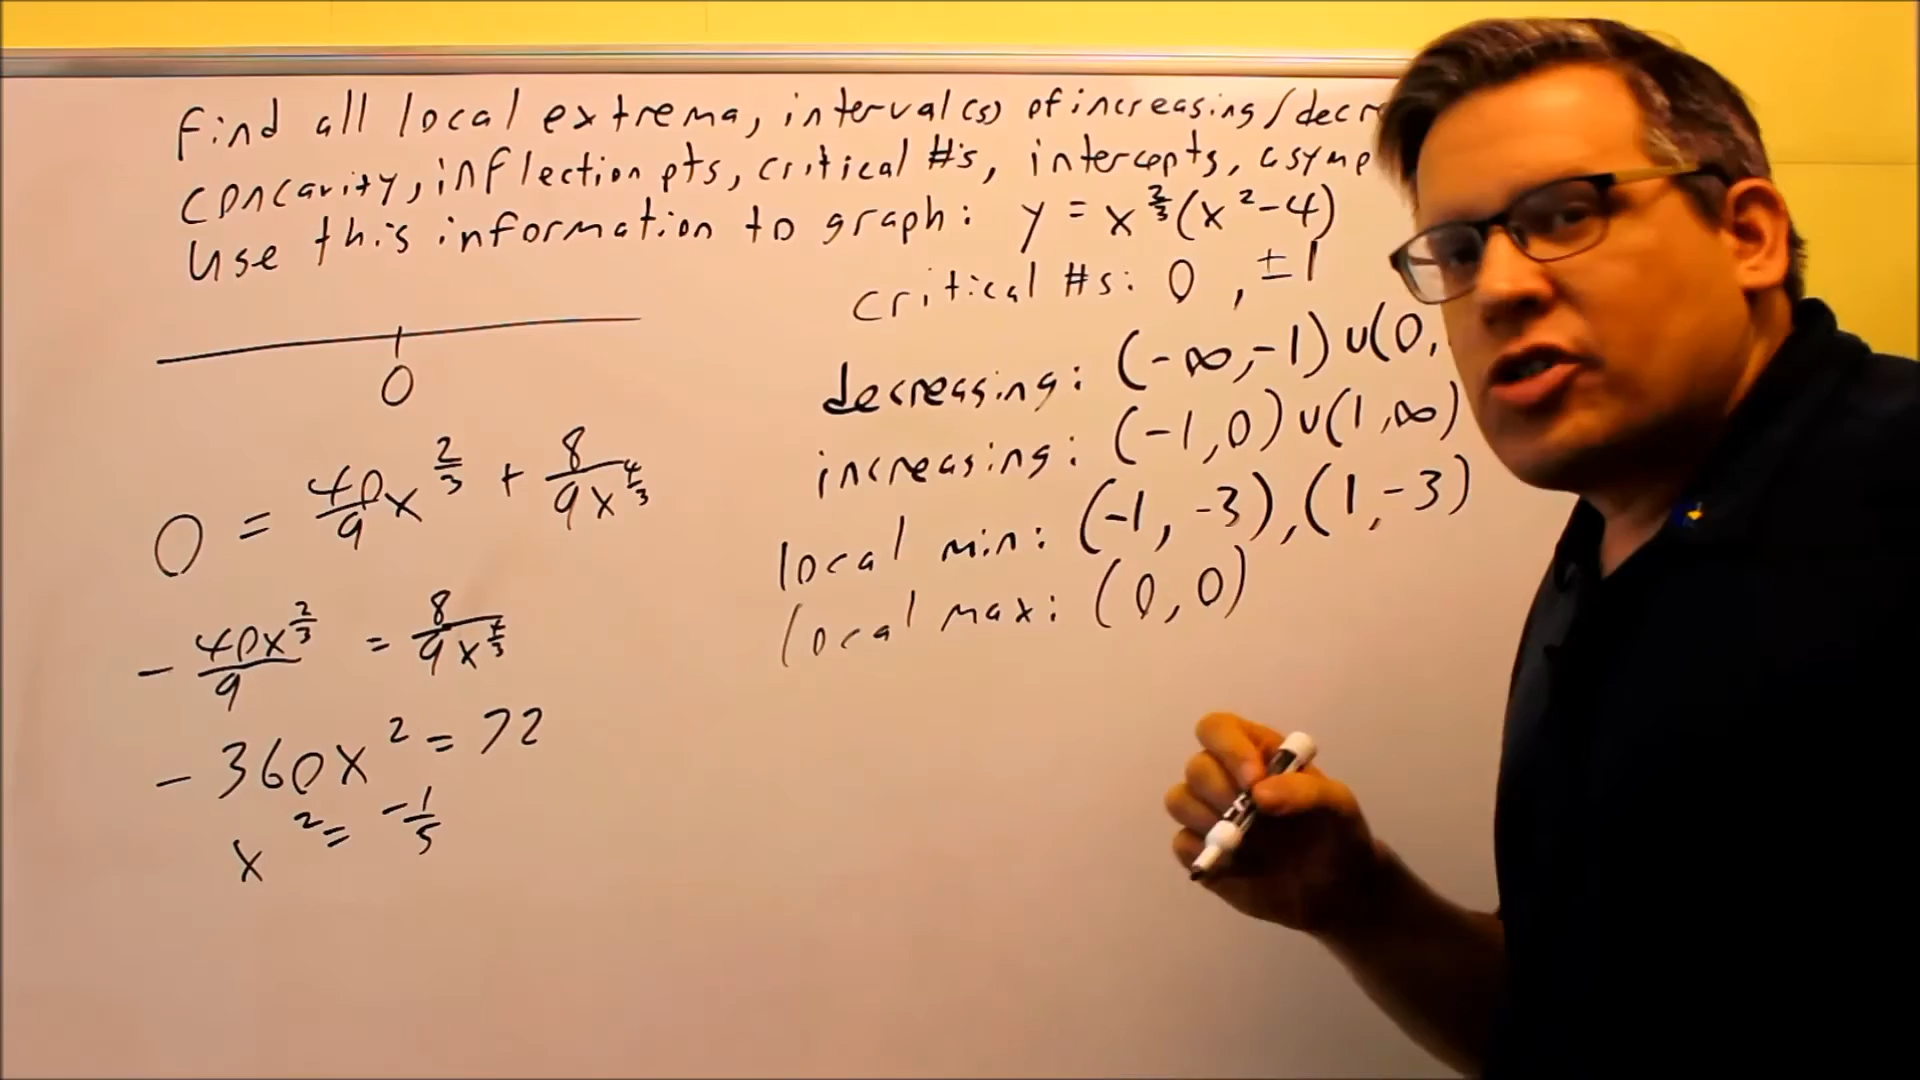 Find all local extrema, interval(s) of increasing/decr
concavity, inflection pts, critical #'s, intercepts, asymp
Use this information to graph: y = x^(2/3)(x²-4)
critical #s: 0, ±1
decreasing: (-∞,-1)∪(0,
increasing: (-1,0)∪(1,∞)
local min: (-1,-3),(1,-3)
local max: (0,0)
0
0 = 40/9 x^(2/3) + 8/(9x^(4/3))
- 40x^(2/3)/9 = 8/(9x^(4/3))
- 360x² = 72
x² = -1/5